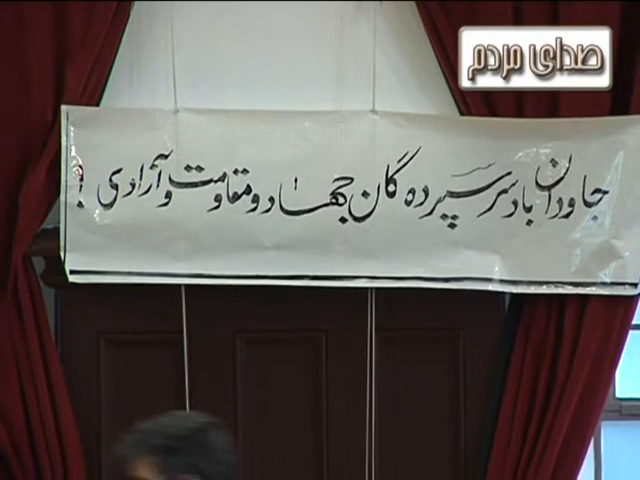 صدای مردم
جاودان باد سرسپرده گان جهاد و مقاومت و آزادی!